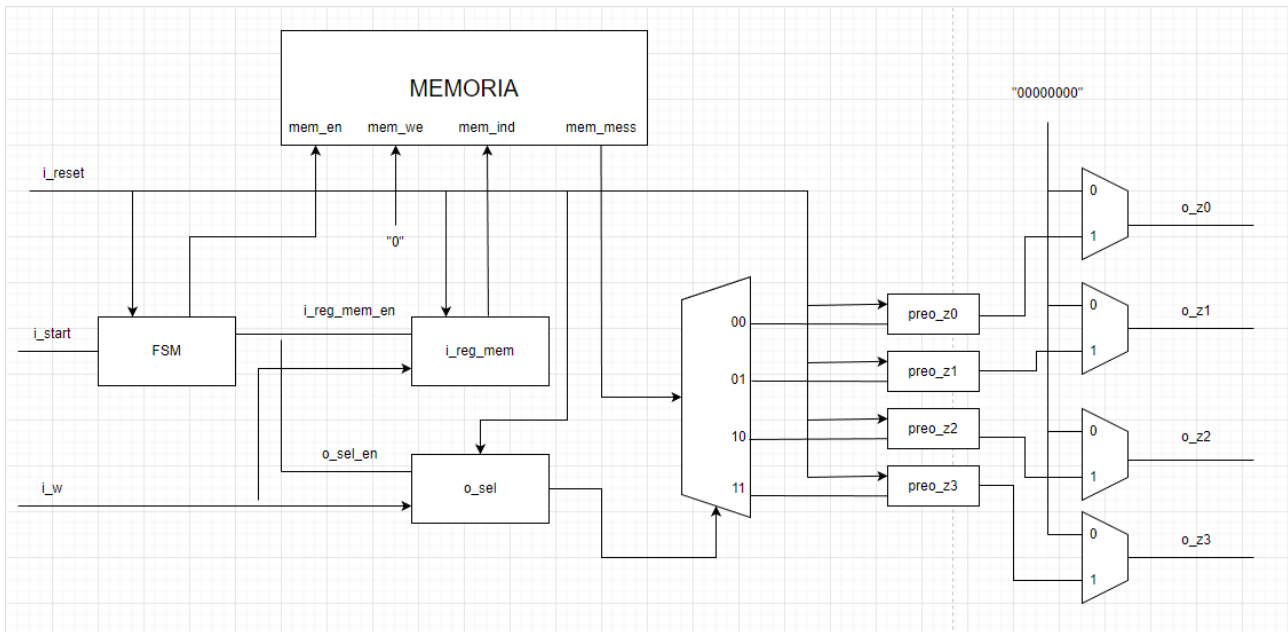 MEMORIA
mem_en
mem_we
mem_ind
mem_mess
"00000000"
i_reset
"0"
0
1
o_z0
i_reg_mem_en
i_start
FSM
i_reg_mem
00
01
10
11
preo_z0
preo_z1
preo_z2
preo_z3
0
1
o_z1
o_sel_en
i_w
o_sel
0
1
o_z2
0
1
o_z3